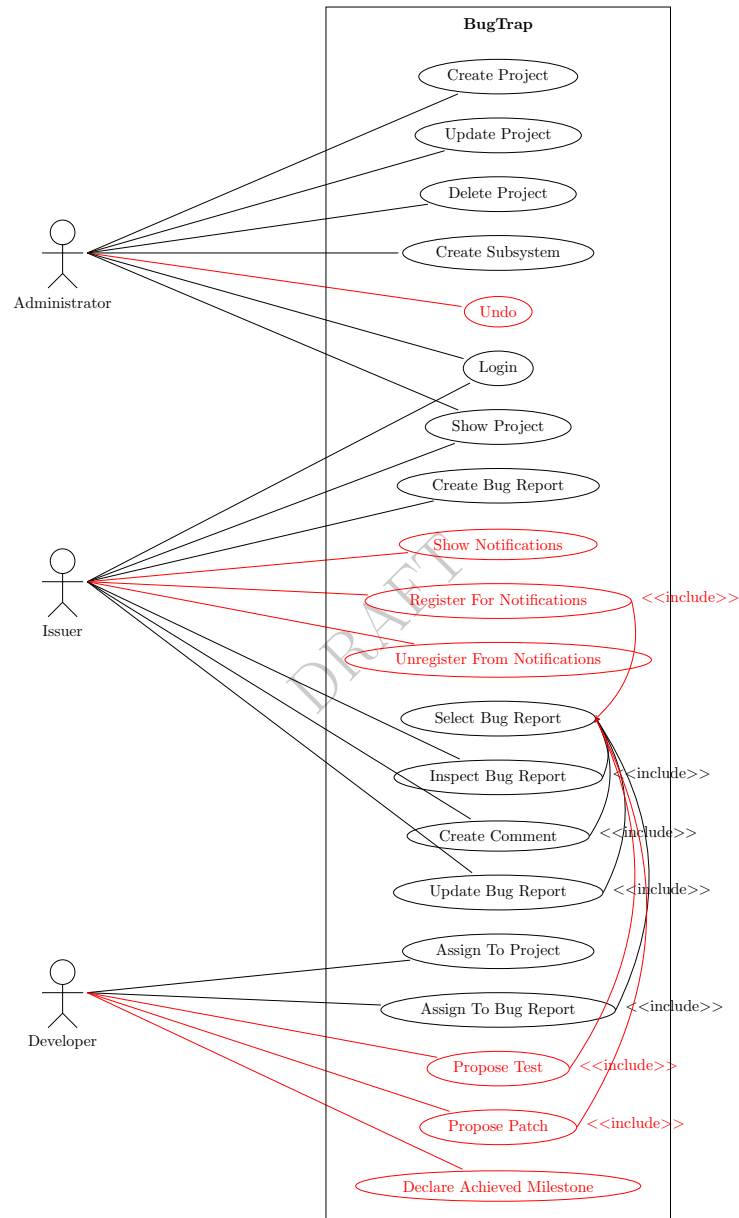 BugTrap
Create Project
Update Project
Delete Project
Create Subsystem
Administrator
Undo
Login
Show Project
Create Bug Report
Show Notifications
Register For Notifications
<<include>>
Issuer
Unregister From Notifications
DRAFT
Select Bug Report
Inspect Bug Report
<<include>>
Create Comment
<<include>>
Update Bug Report
<<include>>
Assign To Project
Assign To Bug Report
<<include>>
Developer
Propose Test
<<include>>
Propose Patch
<<include>>
Declare Achieved Milestone